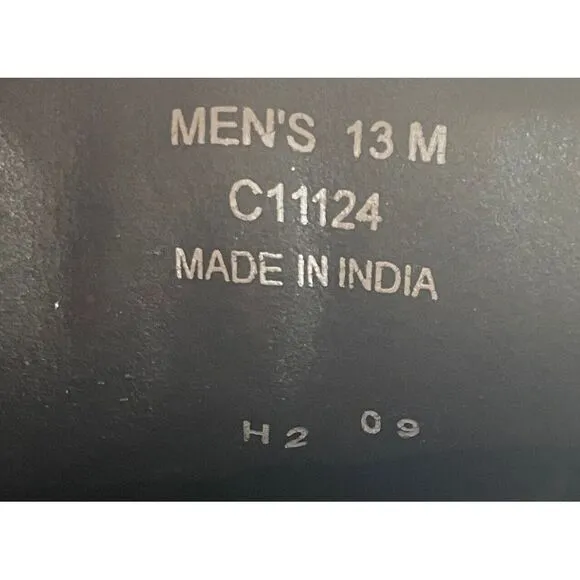 MEN'S 13 M
C11124
MADE IN INDIA
H2 09